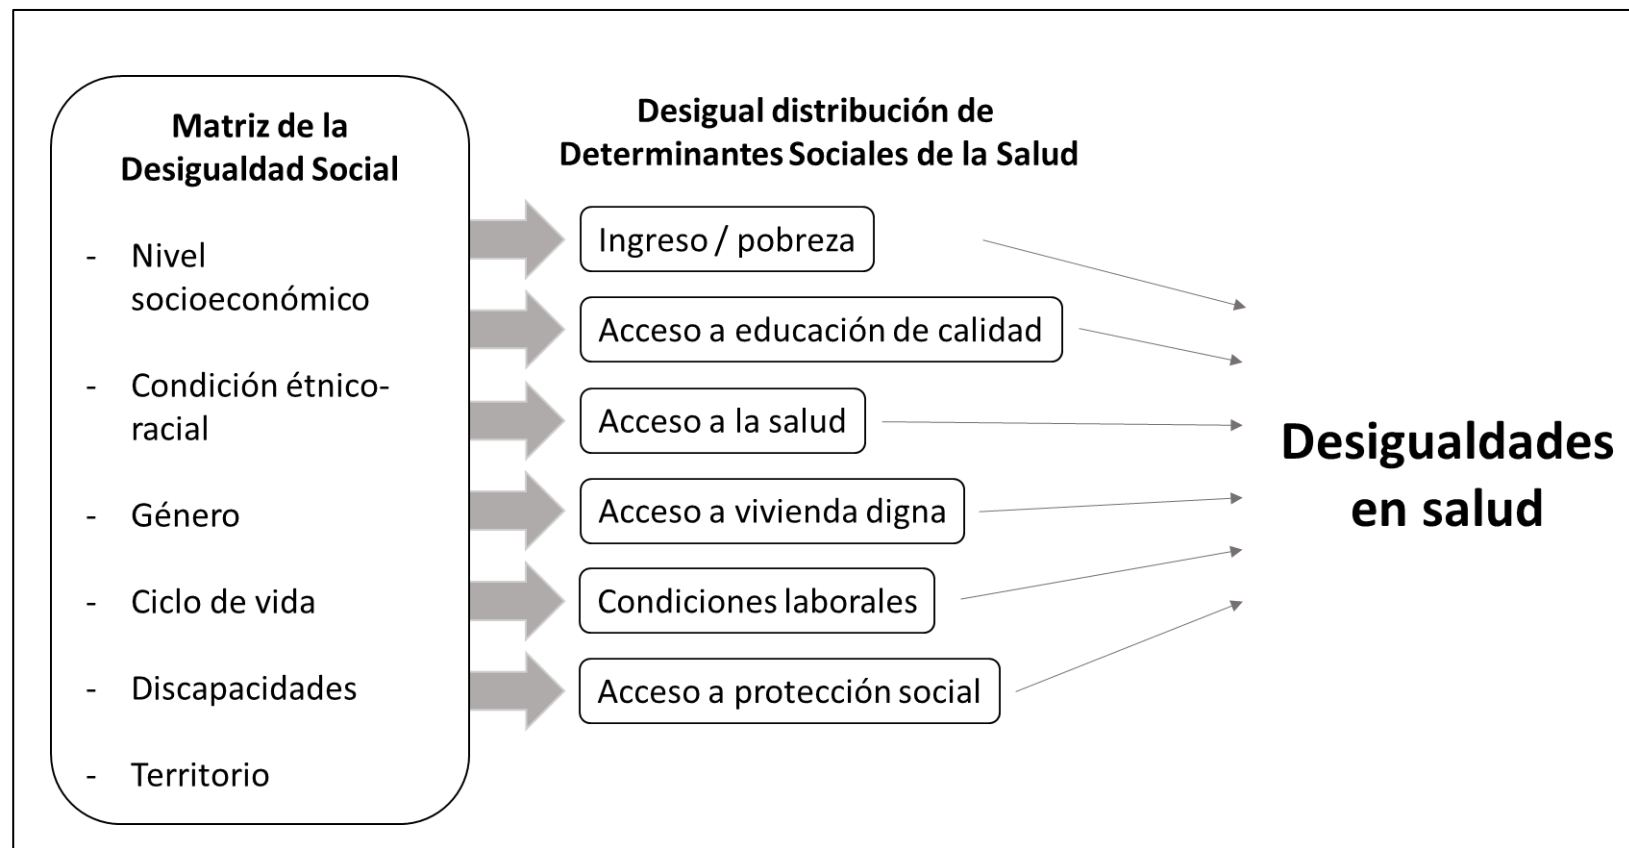 Matriz de la
Desigualdad Social
- Nivel
socioeconómico
- Condición étnico-
racial
- Género
- Ciclo de vida
- Discapacidades
- Territorio
Desigual distribución de
Determinantes Sociales de la Salud
Ingreso / pobreza
Acceso a educación de calidad
Acceso a la salud
Acceso a vivienda digna
Condiciones laborales
Acceso a protección social
Desigualdades
en salud